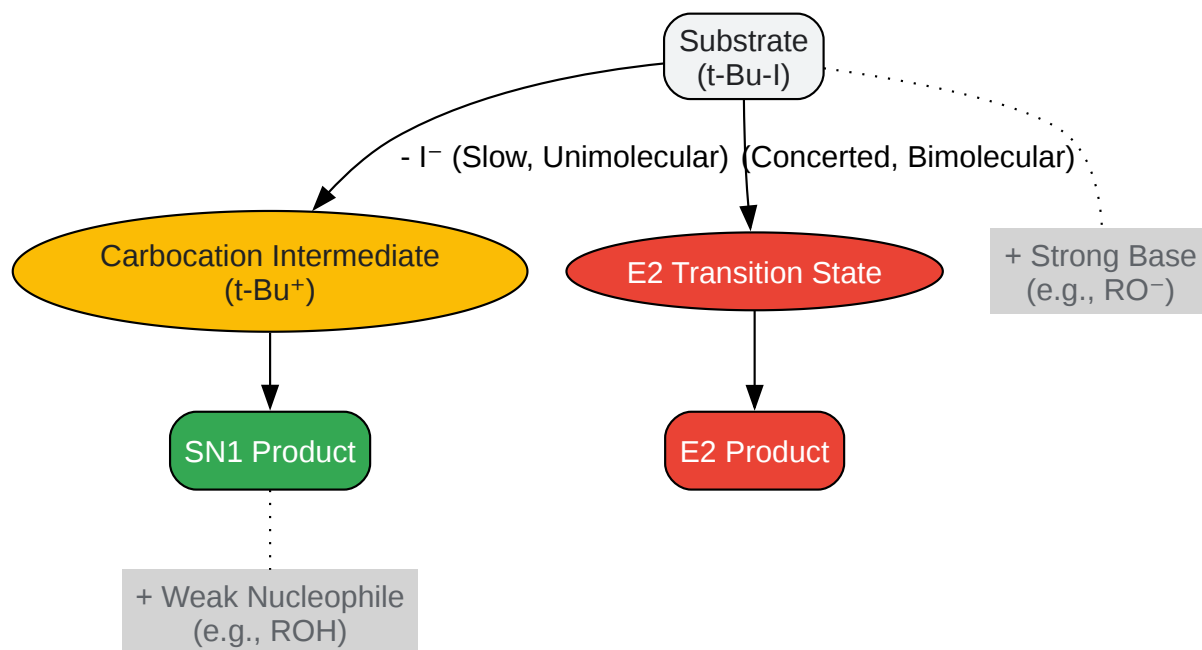 Substrate
(t-Bu-I)
- I⁻ (Slow, Unimolecular)
(Concerted, Bimolecular)
Carbocation Intermediate
(t-Bu⁺)
E2 Transition State
+ Strong Base
(e.g., RO⁻)
SN1 Product
E2 Product
+ Weak Nucleophile
(e.g., ROH)